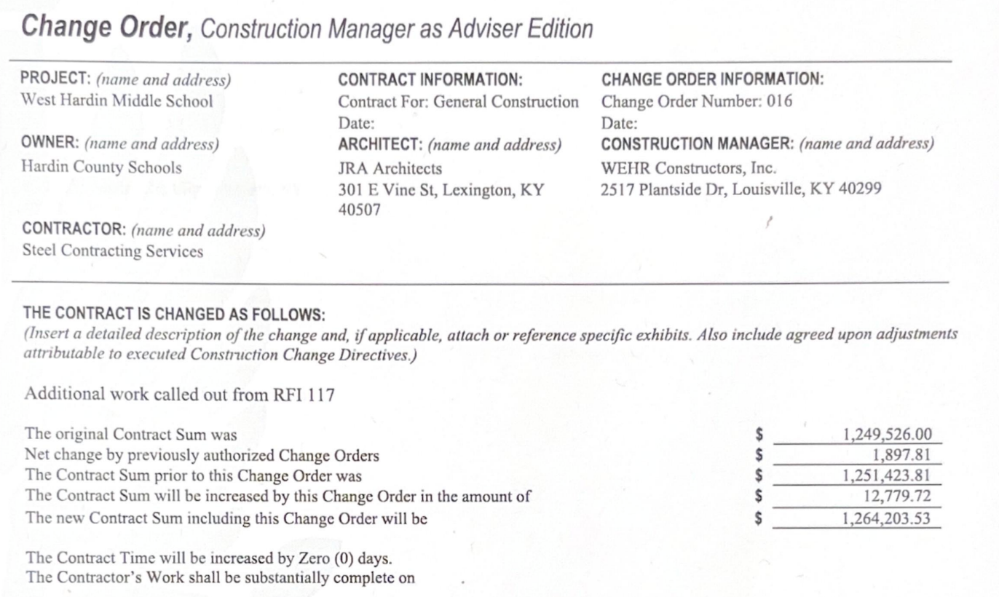 Change Order, Construction Manager as Adviser Edition
PROJECT: (name and address)
West Hardin Middle School
OWNER: (name and address)
Hardin County Schools
CONTRACTOR: (name and address)
Steel Contracting Services
CONTRACT INFORMATION:
Contract For: General Construction
Date:
ARCHITECT: (name and address)
JRA Architects
301 E Vine St, Lexington, KY
40507
CHANGE ORDER INFORMATION:
Change Order Number: 016
Date:
CONSTRUCTION MANAGER: (name and address)
WEHR Constructors, Inc.
2517 Plantside Dr, Louisville, KY 40299
THE CONTRACT IS CHANGED AS FOLLOWS:
(Insert a detailed description of the change and, if applicable, attach or reference specific exhibits. Also include agreed upon adjustments
attributable to executed Construction Change Directives.)
Additional work called out from RFI 117
The original Contract Sum was $ 1,249,526.00
Net change by previously authorized Change Orders $ 1,897.81
The Contract Sum prior to this Change Order was $ 1,251,423.81
The Contract Sum will be increased by this Change Order in the amount of $ 12,779.72
The new Contract Sum including this Change Order will be $ 1,264,203.53
The Contract Time will be increased by Zero (0) days.
The Contractor's Work shall be substantially complete on